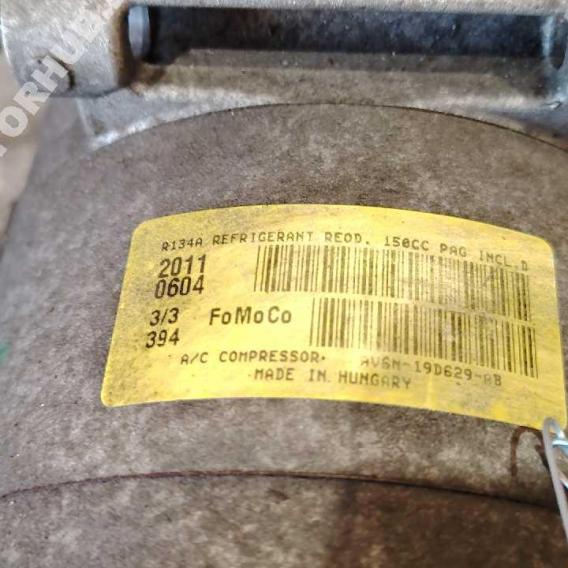 R134A REFRIGERANT REQD. 150CC PAG INCL.D
2011
0604
3/3 FoMoCo
394
A/C COMPRESSOR. AV6N-19D629-AB
MADE IN HUNGARY